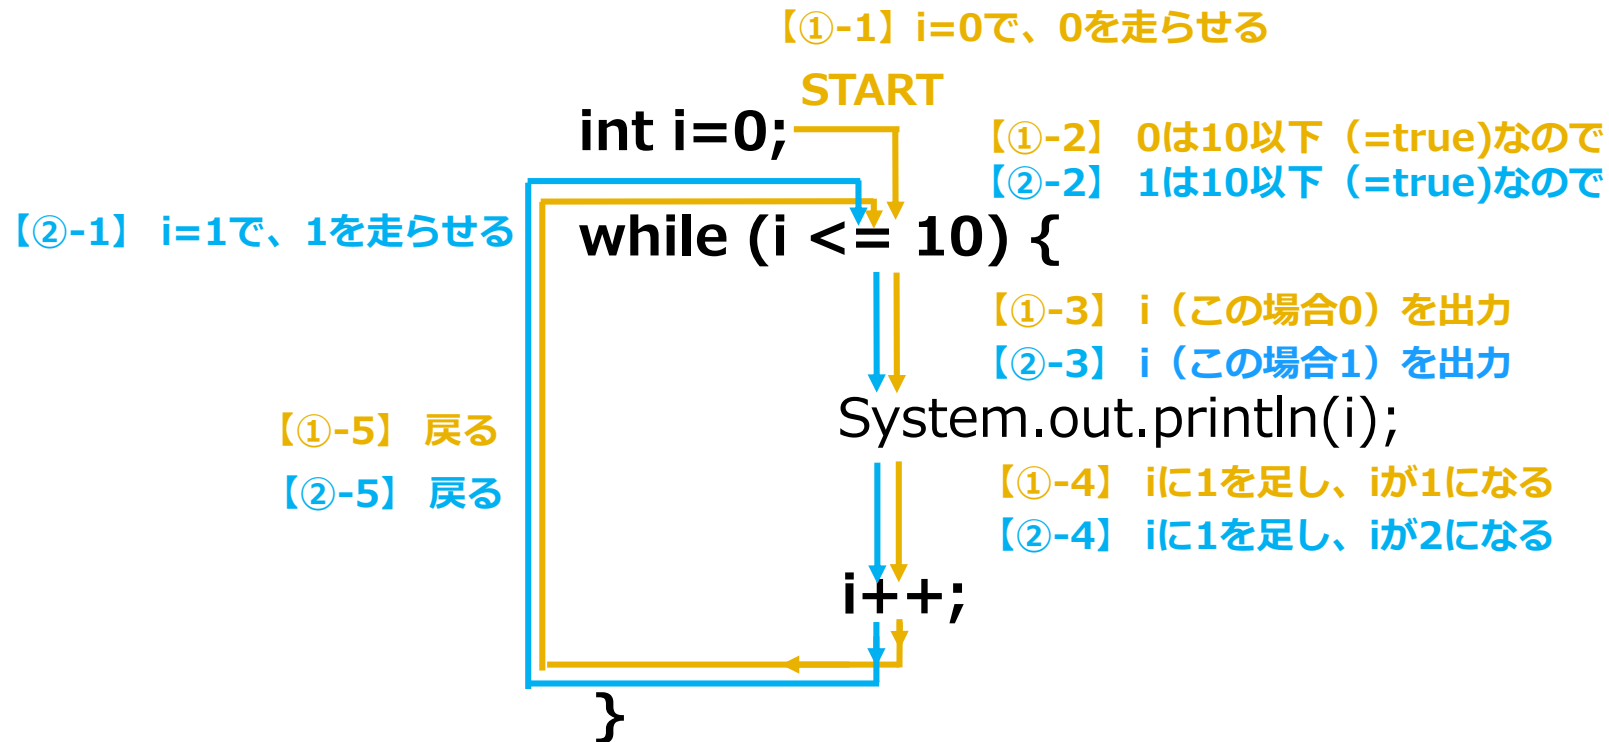 【①-1】i=0で、0を走らせる
START
int i=0;
【①-2】 0は10以下（=true)なので
【②-2】 1は10以下（=true)なので
【②-1】 i=1で、1を走らせる
while (i <= 10) {
【①-3】 i（この場合0）を出力
【②-3】 i（この場合1）を出力
System.out.println(i);
【①-5】 戻る
【②-5】 戻る
【①-4】 iに1を足し、iが1になる
【②-4】 iに1を足し、iが2になる
i++;
}